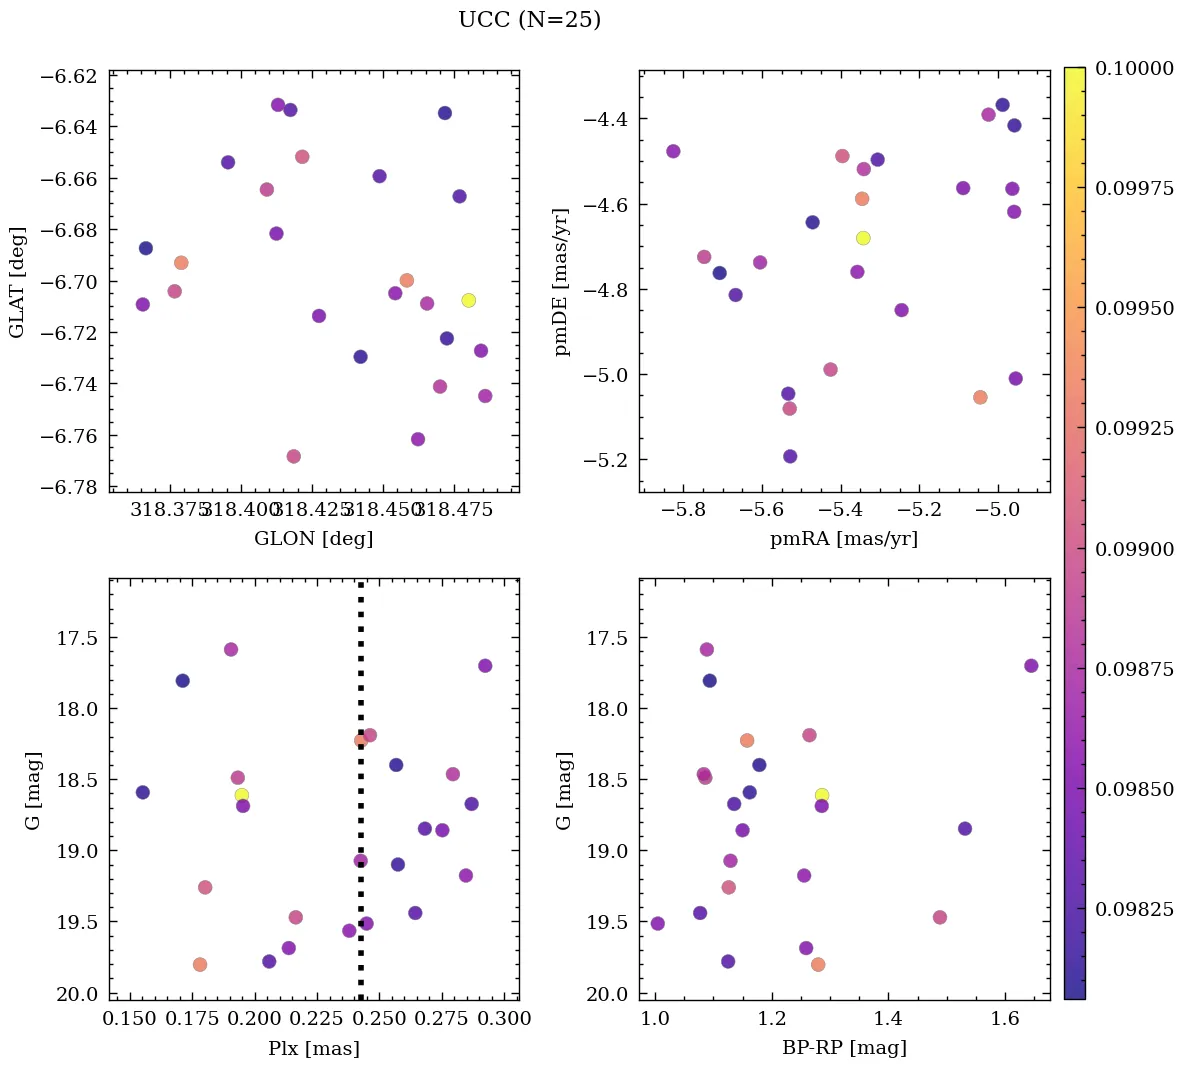 UCC (N=25)
−6.62
−6.64
−6.66
−6.68
−6.70
−6.72
−6.74
−6.76
−6.78
GLAT [deg]
318.375 318.400 318.425 318.450 318.475
GLON [deg]
−4.4
−4.6
−4.8
−5.0
−5.2
pmDE [mas/yr]
−5.8 −5.6 −5.4 −5.2 −5.0
pmRA [mas/yr]
17.5
18.0
18.5
19.0
19.5
20.0
G [mag]
0.150 0.175 0.200 0.225 0.250 0.275 0.300
Plx [mas]
17.5
18.0
18.5
19.0
19.5
20.0
G [mag]
1.0 1.2 1.4 1.6
BP-RP [mag]
0.10000
0.09975
0.09950
0.09925
0.09900
0.09875
0.09850
0.09825